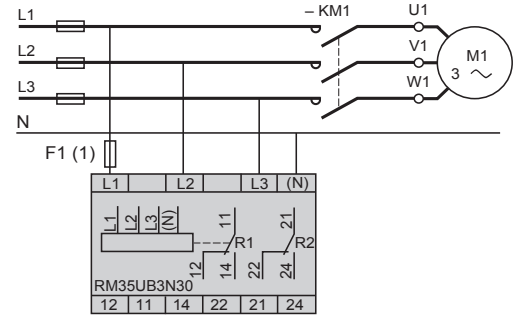 L1
– KM1
U1
L2
V1
M1
3
L3
W1
N
F1 (1)
L1 L2 L3 (N)
L1 L2 L3 (N)
11
21
R1
R2
12
14
22
24
RM35UB3N30
12 11 14 22 21 24